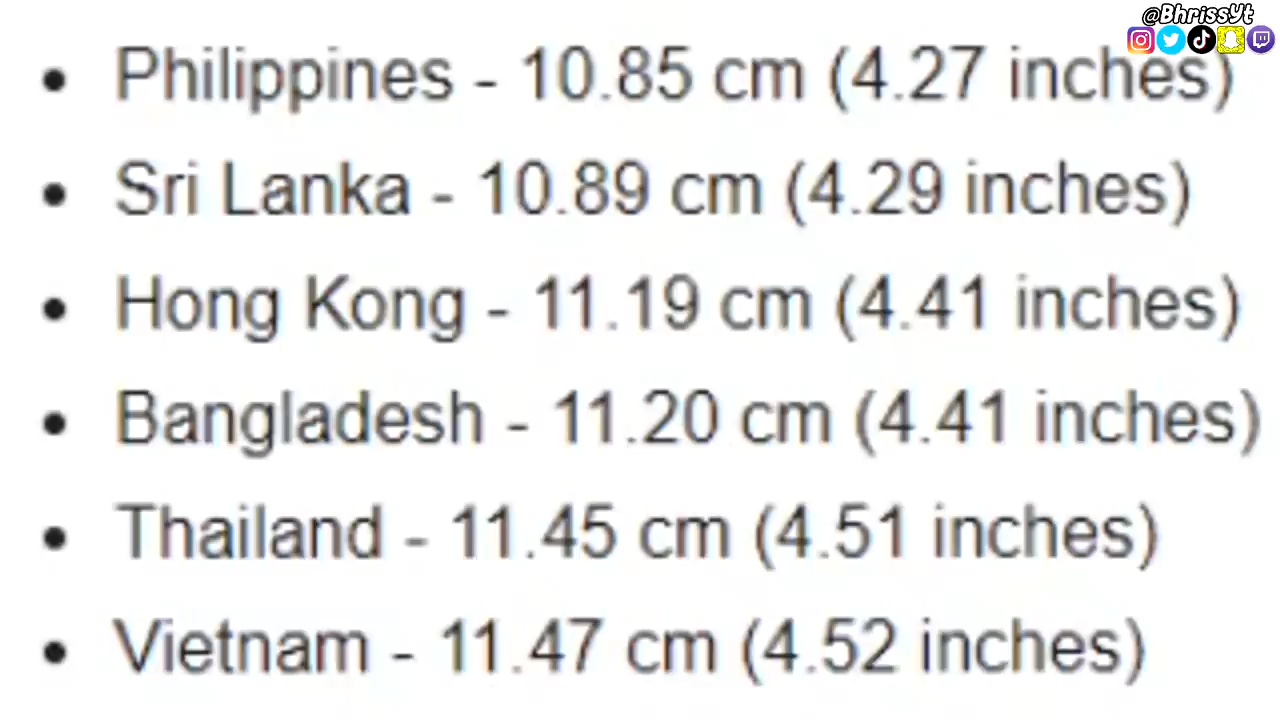 @BhrissYt
• Philippines - 10.85 cm (4.27 inches)
• Sri Lanka - 10.89 cm (4.29 inches)
• Hong Kong - 11.19 cm (4.41 inches)
• Bangladesh - 11.20 cm (4.41 inches)
• Thailand - 11.45 cm (4.51 inches)
• Vietnam - 11.47 cm (4.52 inches)